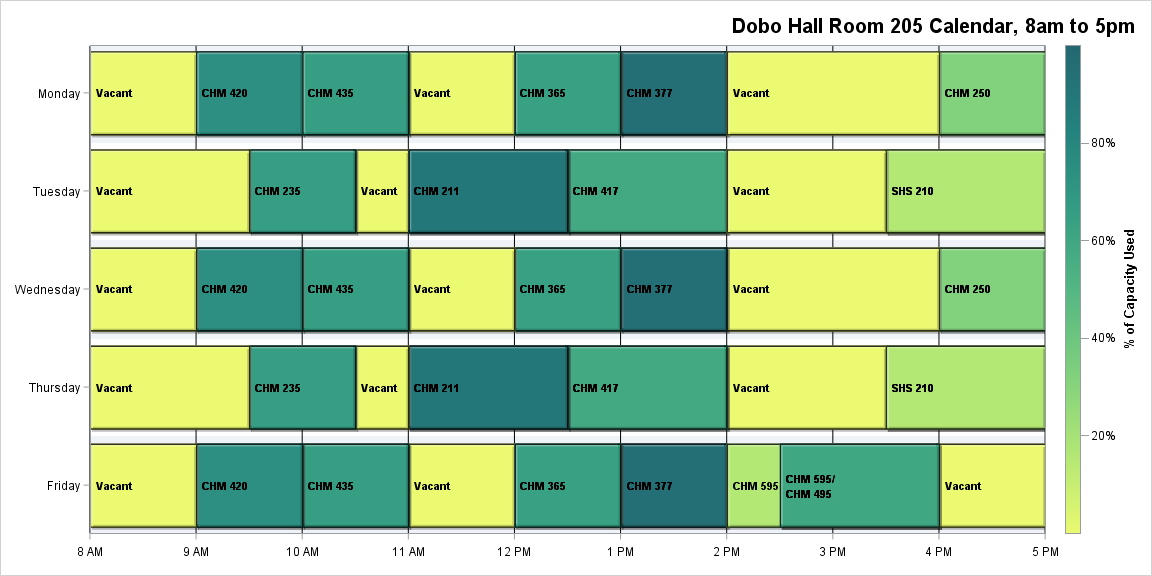 Dobo Hall Room 205 Calendar, 8am to 5pm
Monday
Vacant
CHM 420
CHM 435
Vacant
CHM 365
CHM 377
Vacant
CHM 250
Tuesday
Vacant
CHM 235
Vacant
CHM 211
CHM 417
Vacant
SHS 210
Wednesday
Vacant
CHM 420
CHM 435
Vacant
CHM 365
CHM 377
Vacant
CHM 250
Thursday
Vacant
CHM 235
Vacant
CHM 211
CHM 417
Vacant
SHS 210
Friday
Vacant
CHM 420
CHM 435
Vacant
CHM 365
CHM 377
CHM 595
CHM 595/
CHM 495
Vacant
8 AM
9 AM
10 AM
11 AM
12 PM
1 PM
2 PM
3 PM
4 PM
5 PM
80%
60%
40%
20%
% of Capacity Used